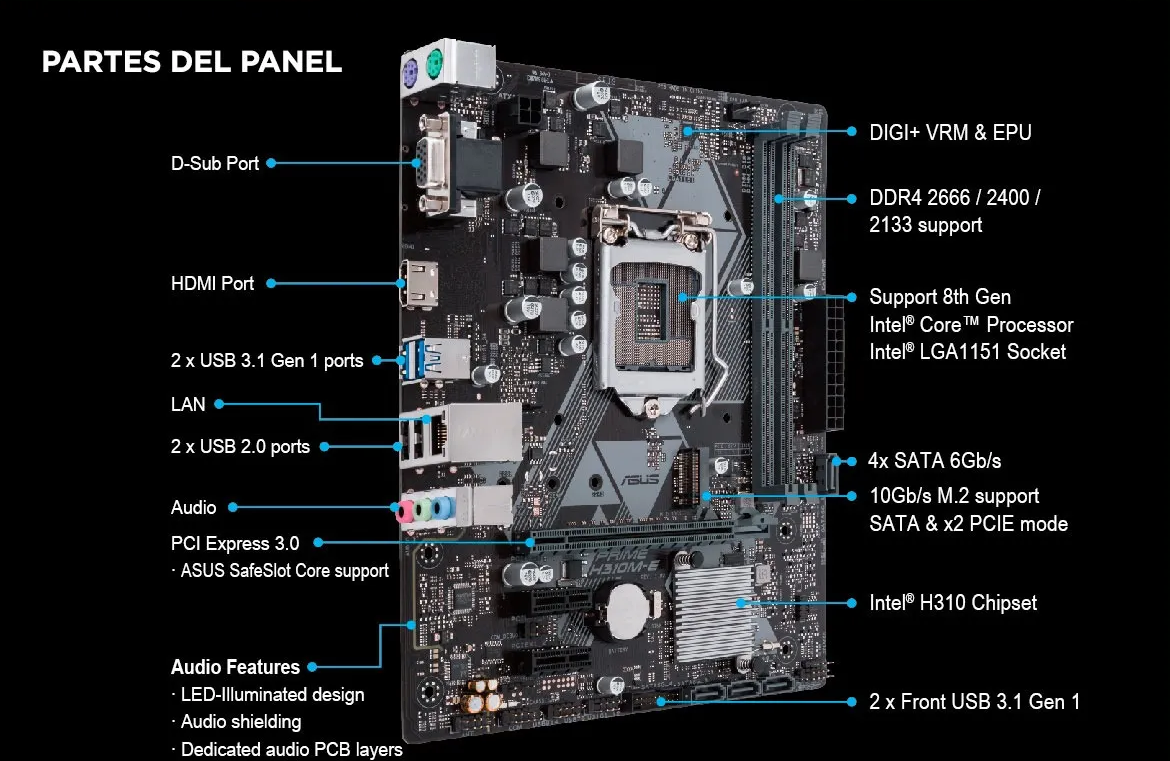 PARTES DEL PANEL
D-Sub Port
HDMI Port
2 x USB 3.1 Gen 1 ports
LAN
2 x USB 2.0 ports
Audio
PCI Express 3.0
· ASUS SafeSlot Core support
Audio Features
· LED-Illuminated design
· Audio shielding
· Dedicated audio PCB layers
DIGI+ VRM & EPU
DDR4 2666 / 2400 /
2133 support
Support 8th Gen
Intel® Core™ Processor
Intel® LGA1151 Socket
4x SATA 6Gb/s
10Gb/s M.2 support
SATA & x2 PCIE mode
Intel® H310 Chipset
2 x Front USB 3.1 Gen 1
ASUS
PRIME
H310M-E
BATTERY